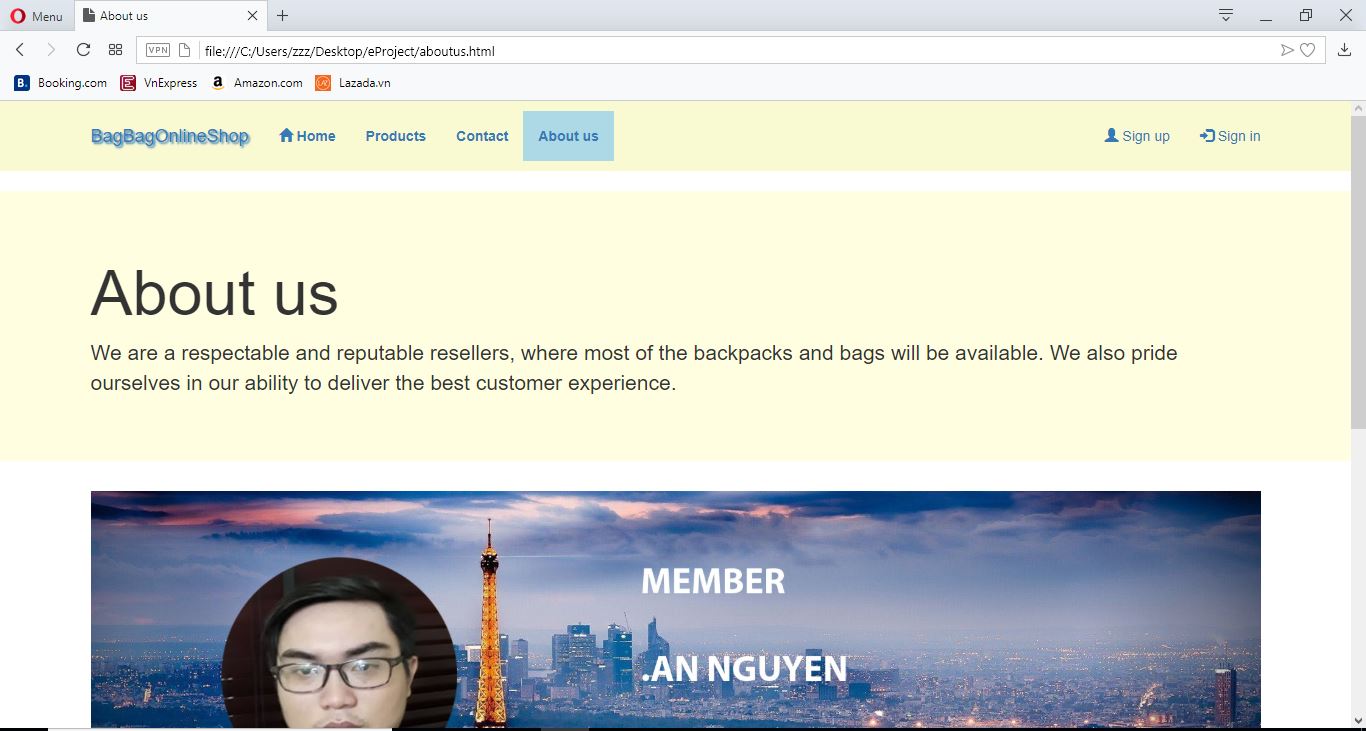 Menu
About us
VPN
file:///C:/Users/zzz/Desktop/eProject/aboutus.html
B. Booking.com
E VnExpress
a Amazon.com
Lazada.vn
BagBagOnlineShop
Home
Products
Contact
About us
Sign up
Sign in
About us
We are a respectable and reputable resellers, where most of the backpacks and bags will be available. We also pride
ourselves in our ability to deliver the best customer experience.
MEMBER
.AN NGUYEN